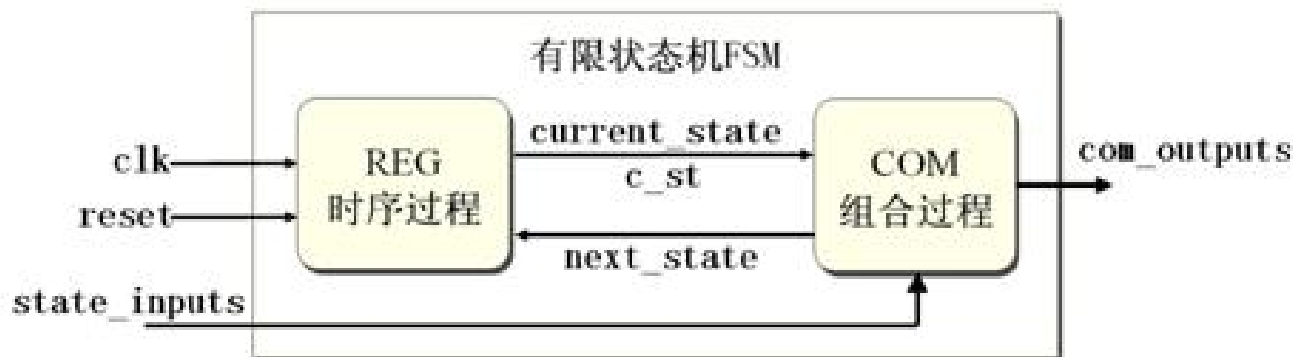 有限状态机FSM
clk
reset
REG
时序过程
current_state
c_st
next_state
COM
组合过程
com_outputs
state_inputs